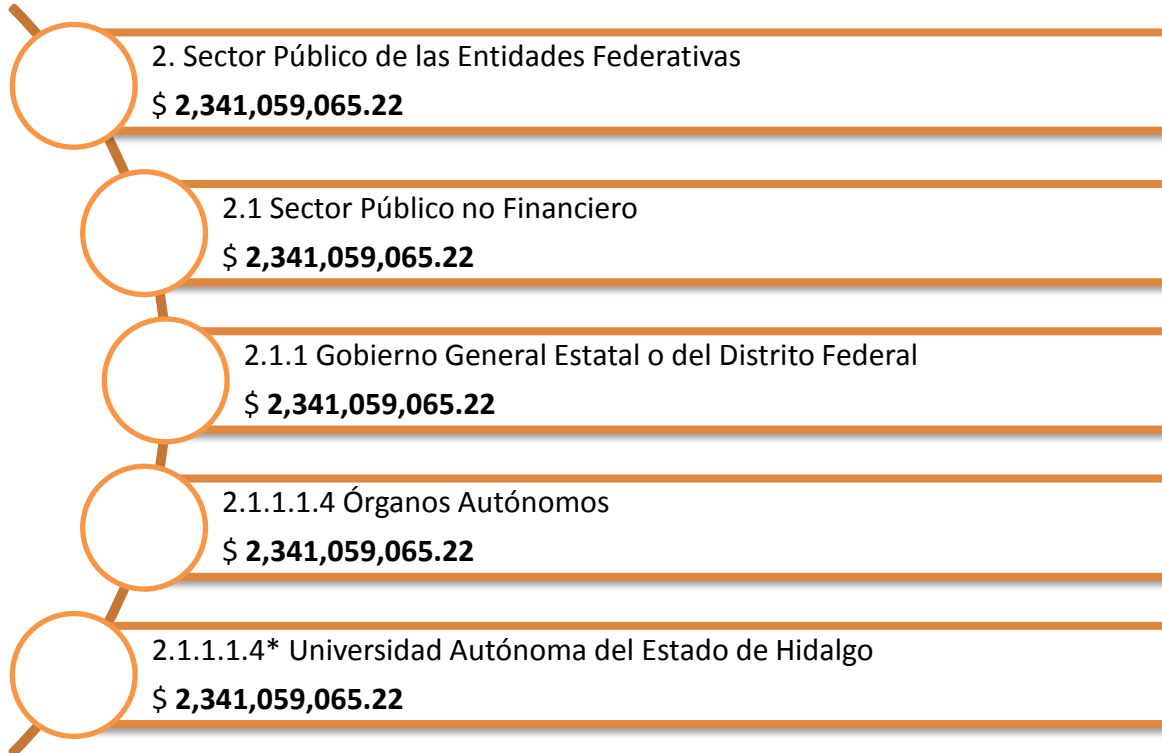 2. Sector Público de las Entidades Federativas
$ 2,341,059,065.22
2.1 Sector Público no Financiero
$ 2,341,059,065.22
2.1.1 Gobierno General Estatal o del Distrito Federal
$ 2,341,059,065.22
2.1.1.1.4 Órganos Autónomos
$ 2,341,059,065.22
2.1.1.1.4* Universidad Autónoma del Estado de Hidalgo
$ 2,341,059,065.22